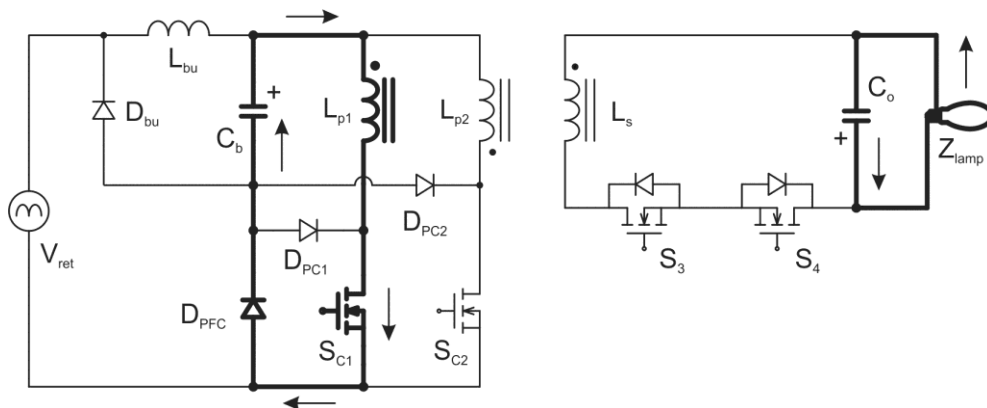 L_bu
D_bu
C_b
+
L_p1
L_p2
D_PC2
D_PC1
V_ret
D_PFC
S_C1
S_C2
L_s
C_o
+
Z_lamp
S_3
S_4